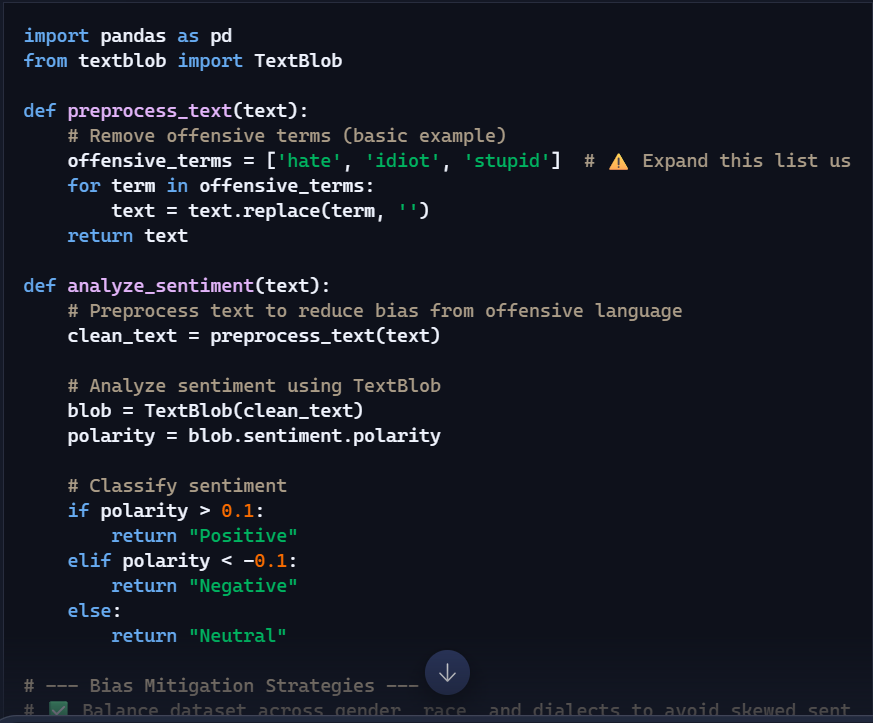 import pandas as pd
from textblob import TextBlob
def preprocess_text(text):
# Remove offensive terms (basic example)
offensive_terms = ['hate', 'idiot', 'stupid']  # ⚠️ Expand this list us
for term in offensive_terms:
text = text.replace(term, '')
return text
def analyze_sentiment(text):
# Preprocess text to reduce bias from offensive language
clean_text = preprocess_text(text)
# Analyze sentiment using TextBlob
blob = TextBlob(clean_text)
polarity = blob.sentiment.polarity
# Classify sentiment
if polarity > 0.1:
return "Positive"
elif polarity < -0.1:
return "Negative"
else:
return "Neutral"
# --- Bias Mitigation Strategies ---
# ✅ Balance dataset across gender, race, and dialects to avoid skewed sent